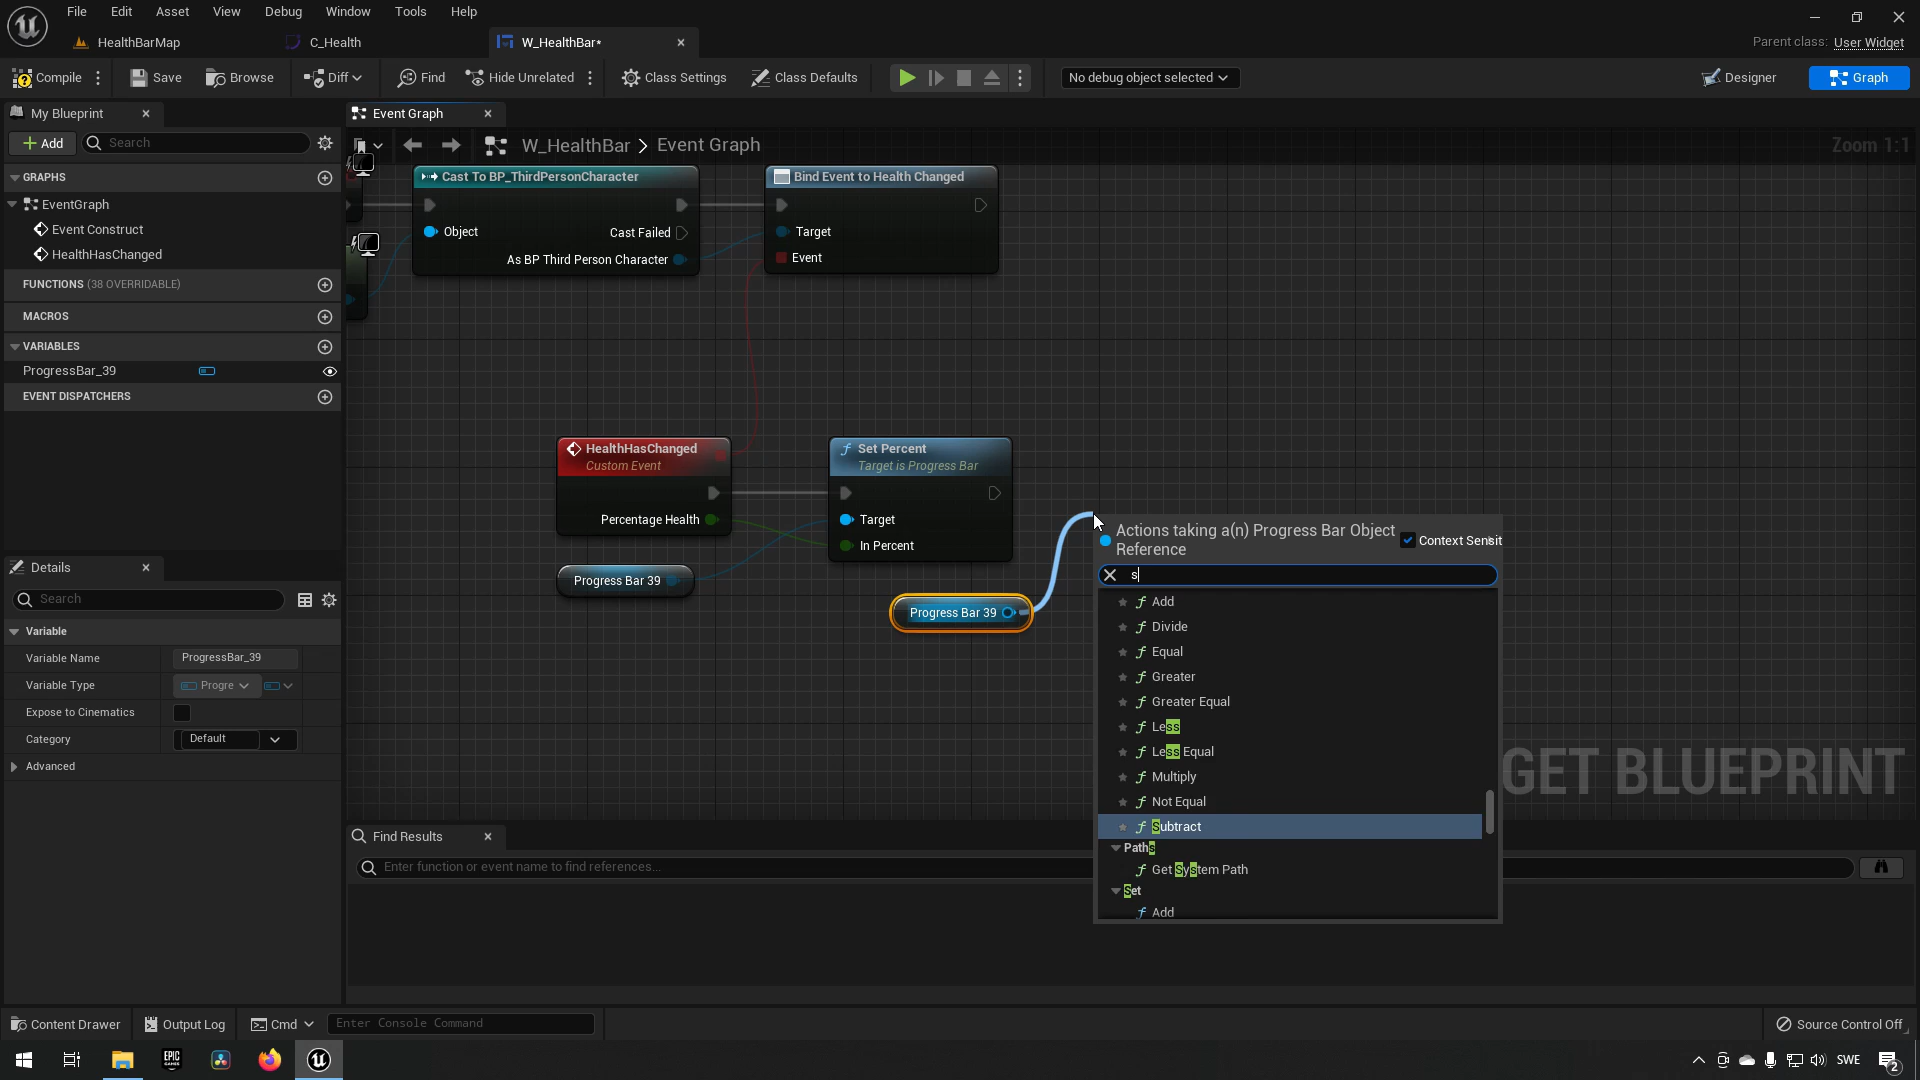 File Edit Asset View Debug Window Tools Help
HealthBarMap C_Health W_HealthBar*
Parent class: User Widget
Compile Save Browse Diff Find Hide Unrelated Class Settings Class Defaults No debug object selected Designer Graph
My Blueprint
Event Graph
Add Search
W_HealthBar > Event Graph
Zoom 1:1
GRAPHS
EventGraph
Event Construct
HealthHasChanged
FUNCTIONS (38 OVERRIDABLE)
MACROS
VARIABLES
ProgressBar_39
EVENT DISPATCHERS
Cast To BP_ThirdPersonCharacter
Object
Cast Failed
As BP Third Person Character
Bind Event to Health Changed
Target
Event
HealthHasChanged
Custom Event
Percentage Health
Set Percent
Target is Progress Bar
Target
In Percent
Progress Bar 39
Progress Bar 39
Actions taking a(n) Progress Bar Object
Reference
Context Sensit
s
Add
Divide
Equal
Greater
Greater Equal
Less
Less Equal
Multiply
Not Equal
Subtract
Paths
Get System Path
Set
Add
GET BLUEPRINT
Details
Search
Variable
Variable Name ProgressBar_39
Variable Type Progre
Expose to Cinematics
Category Default
Advanced
Find Results
Enter function or event name to find references...
Content Drawer Output Log Cmd Enter Console Command Source Control Off
EPIC GAMES
SWE
2